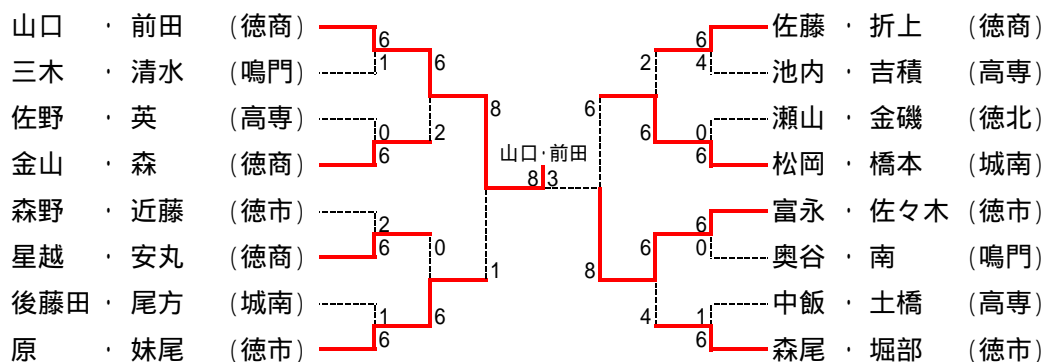 山口 ・ 前田 (徳商) 6 6 佐藤 ・ 折上 (徳商)
6 2
三木 ・ 清水 (鳴門) 1 4 池内 ・ 吉積 (高専)
8 6
佐野 ・ 英 (高専) 0 0 瀬山 ・ 金磯 (徳北)
2 6
金山 ・ 森 (徳商) 6 6 松岡 ・ 橋本 (城南)
山口・前田
8 3
森野 ・ 近藤 (徳市) 2 6 富永 ・ 佐々木 (徳市)
0 6
星越 ・ 安丸 (徳商) 6 0 奥谷 ・ 南 (鳴門)
1 8
後藤田 ・ 尾方 (城南) 1 1 中飯 ・ 土橋 (高専)
6 4
原 ・ 妹尾 (徳市) 6 6 森尾 ・ 堀部 (徳市)